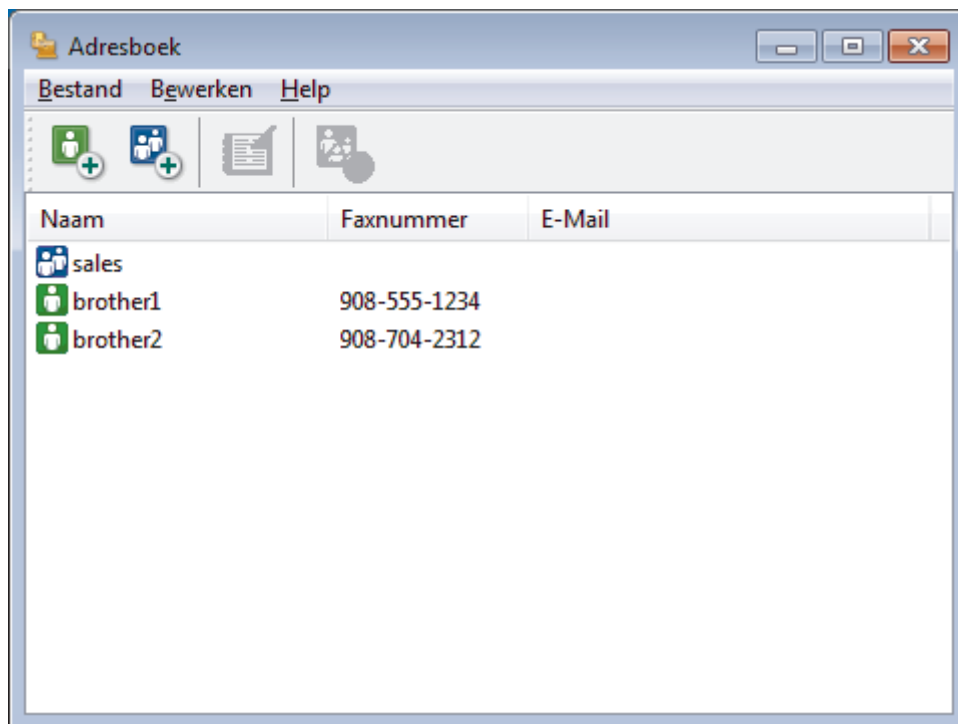 Adresboek
Bestand Bewerken Help
Naam Faxnummer E-Mail
sales
brother1 908-555-1234
brother2 908-704-2312